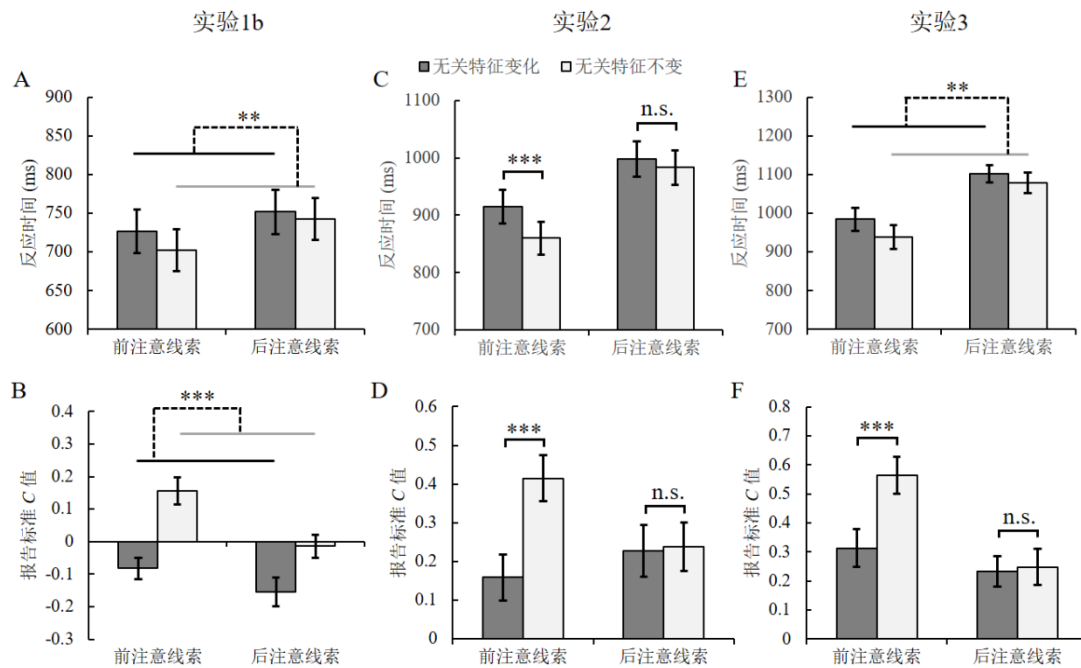 实验1b
实验2
实验3
A
900
850
800
750
700
650
600
反应时间 (ms)
**
前注意线索
后注意线索
C
无关特征变化
无关特征不变
1100
1000
900
800
700
反应时间 (ms)
***
n.s.
前注意线索
后注意线索
E
1300
1200
1100
1000
900
800
700
反应时间 (ms)
**
前注意线索
后注意线索
B
0.4
0.3
0.2
0.1
0
-0.1
-0.2
-0.3
报告标准 C 值
***
前注意线索
后注意线索
D
0.6
0.5
0.4
0.3
0.2
0.1
0
报告标准 C 值
***
n.s.
前注意线索
后注意线索
F
0.8
0.7
0.6
0.5
0.4
0.3
0.2
0.1
0
报告标准 C 值
***
n.s.
前注意线索
后注意线索